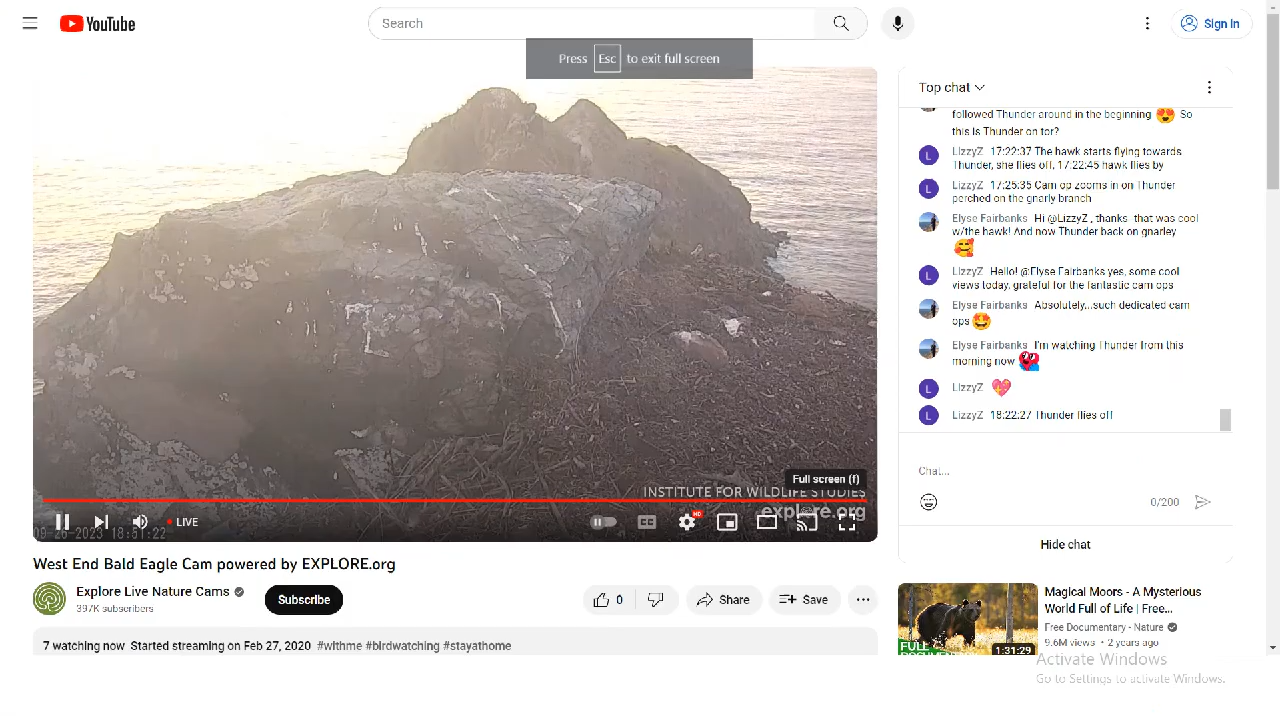 YouTube
Search
Sign in
Press Esc to exit full screen
Top chat
followed Thunder around in the beginning So
this is Thunder on tor?
L LizzyZ 17:22:37 The hawk starts flying towards
Thunder, she flies off, 17:22:45 hawk flies by
L LizzyZ 17:25:35 Cam op zooms in on Thunder
perched on the gnarly branch
Elyse Fairbanks Hi @LizzyZ , thanks, that was cool
w/the hawk! And now Thunder back on gnarley
L LizzyZ Hello! @Elyse Fairbanks yes, some cool
views today, grateful for the fantastic cam ops
Elyse Fairbanks Absolutely...such dedicated cam
ops
Elyse Fairbanks I'm watching Thunder from this
morning now
L LizzyZ
L LizzyZ 18:22:27 Thunder flies off
Chat...
0/200
Hide chat
Full screen (f)
INSTITUTE FOR WILDLIFE STUDIES
explore.org
LIVE
CC
HD
09-26-2023 18:51:22
West End Bald Eagle Cam powered by EXPLORE.org
Explore Live Nature Cams
397K subscribers
Subscribe
0
Share
Save
7 watching now Started streaming on Feb 27, 2020 #withme #birdwatching #stayathome
Magical Moors - A Mysterious
World Full of Life | Free...
Free Documentary - Nature
9.6M views • 2 years ago
FULL
DOCUMENTARY
1:31:29
Activate Windows
Go to Settings to activate Windows.